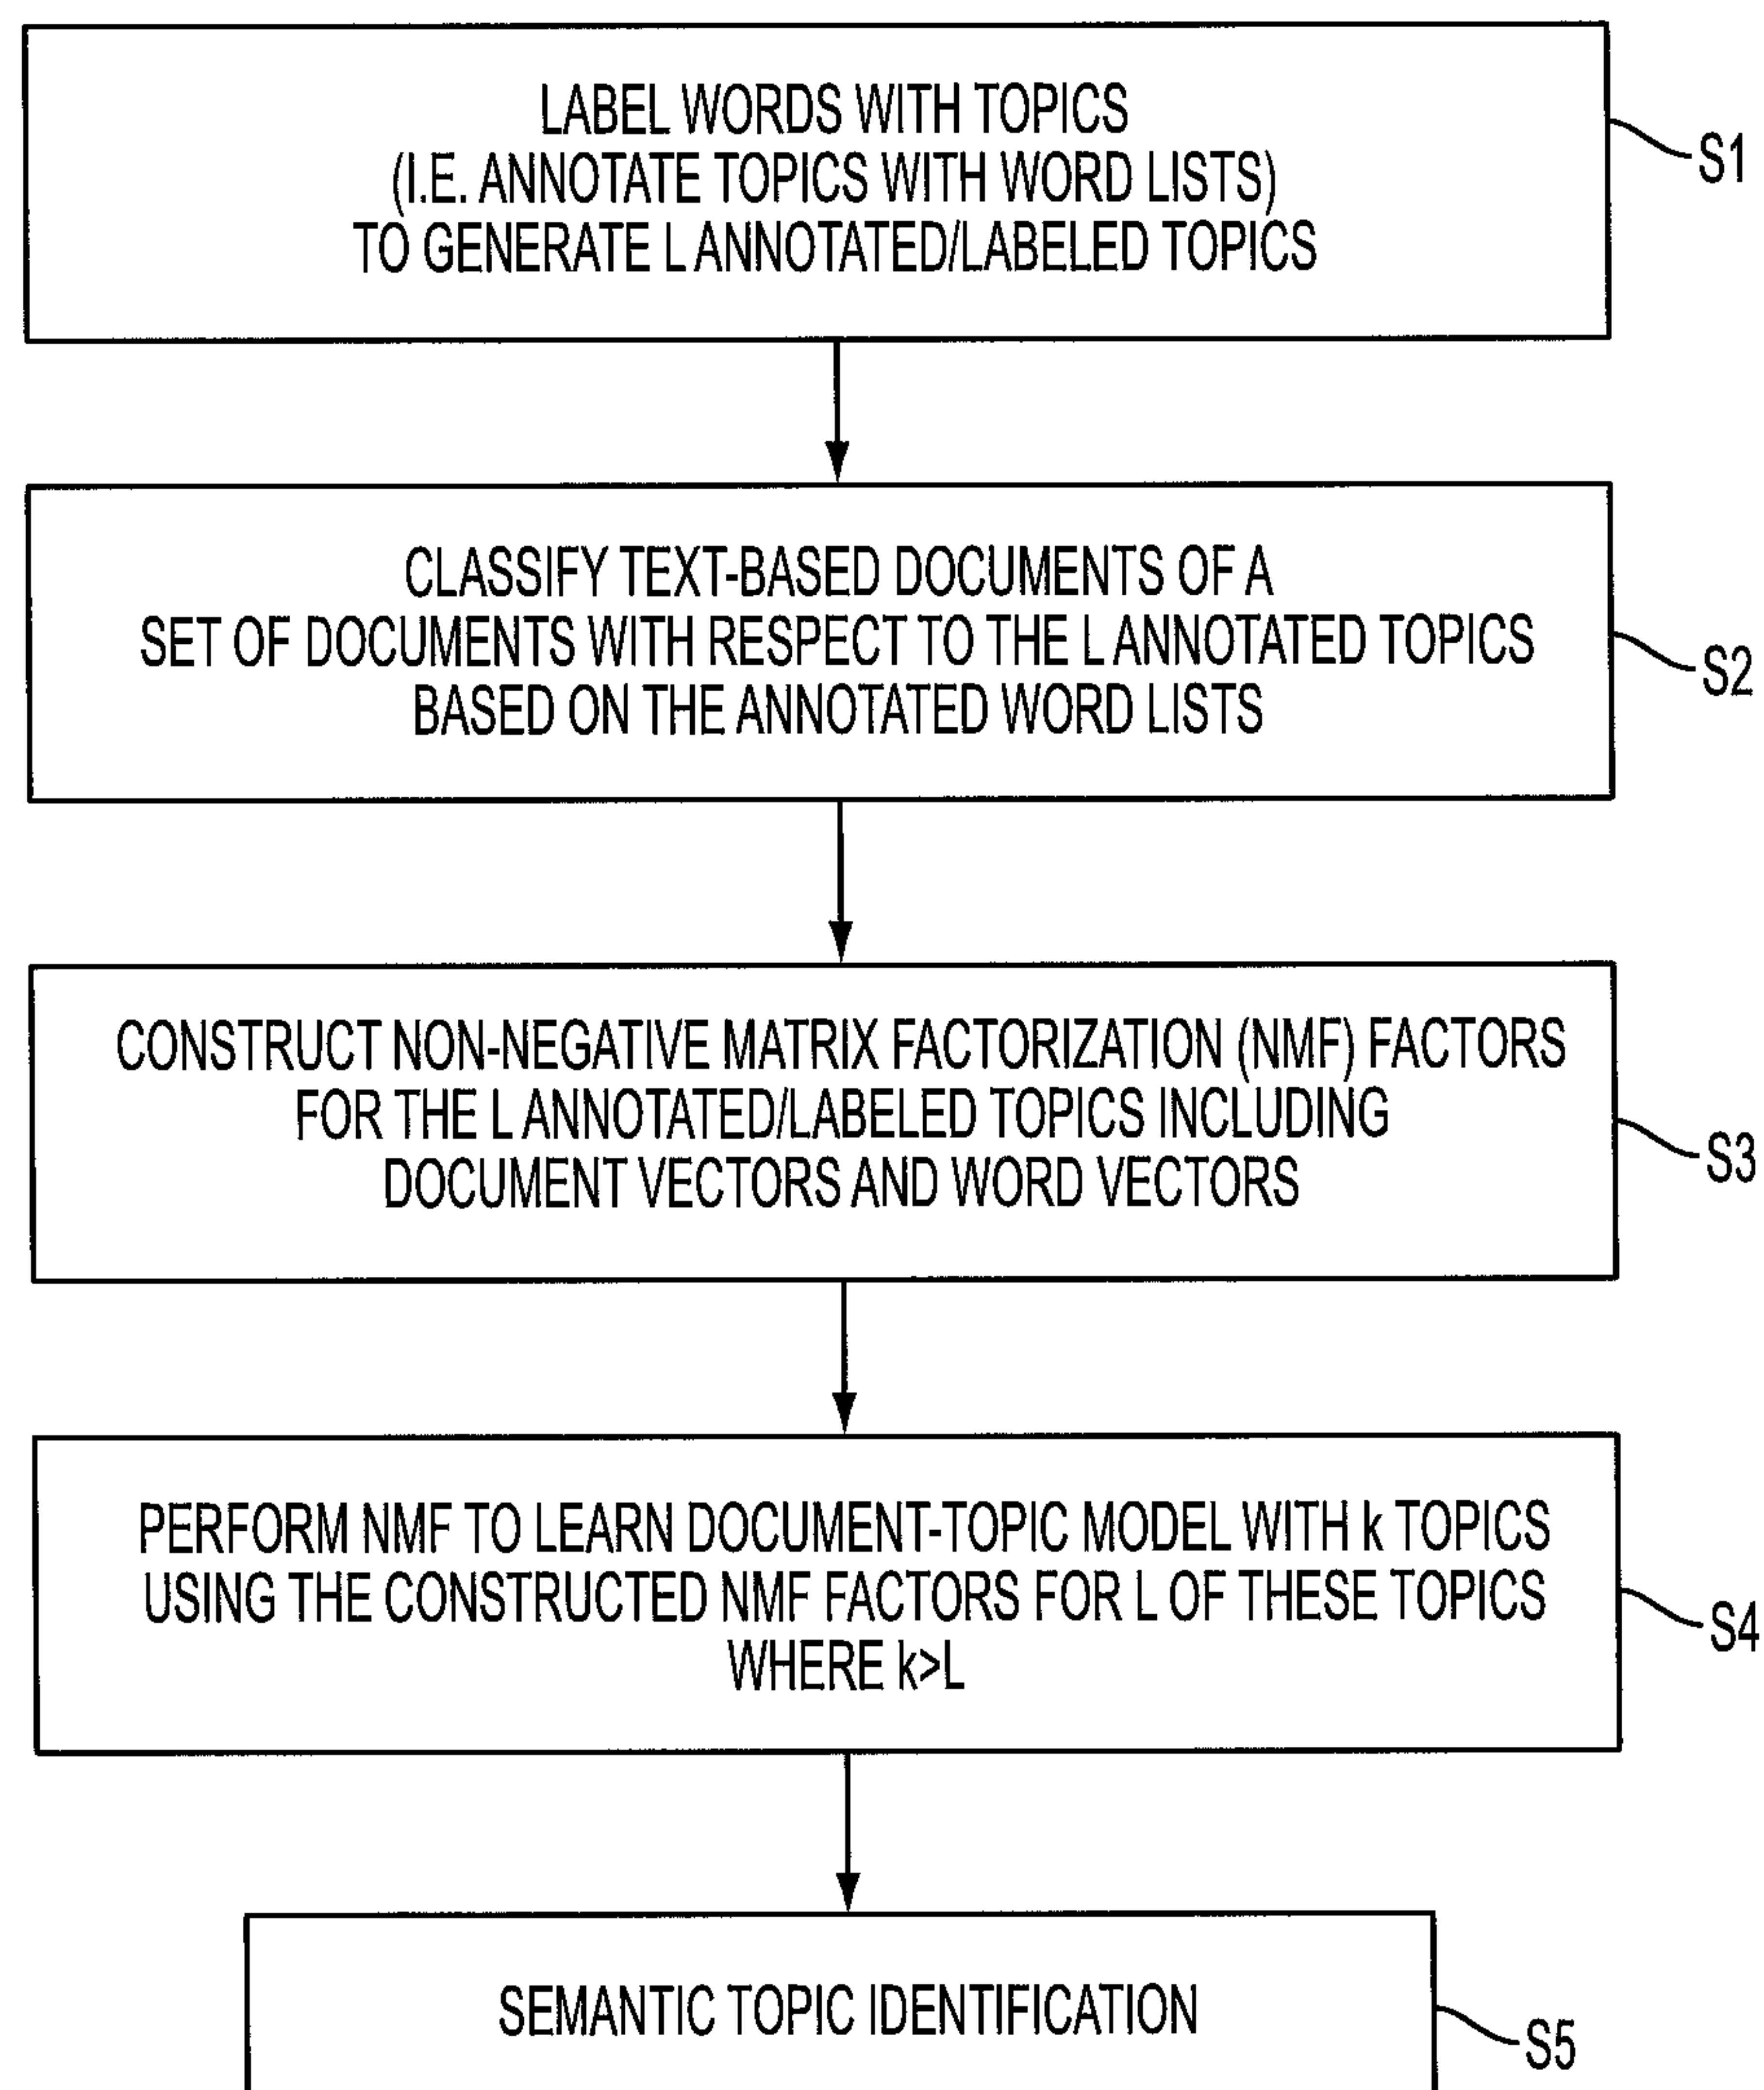 LABEL WORDS WITH TOPICS
(I.E. ANNOTATE TOPICS WITH WORD LISTS)
TO GENERATE L ANNOTATED/LABELED TOPICS
S1
CLASSIFY TEXT-BASED DOCUMENTS OF A
SET OF DOCUMENTS WITH RESPECT TO THE L ANNOTATED TOPICS
BASED ON THE ANNOTATED WORD LISTS
S2
CONSTRUCT NON-NEGATIVE MATRIX FACTORIZATION (NMF) FACTORS
FOR THE L ANNOTATED/LABELED TOPICS INCLUDING
DOCUMENT VECTORS AND WORD VECTORS
S3
PERFORM NMF TO LEARN DOCUMENT-TOPIC MODEL WITH k TOPICS
USING THE CONSTRUCTED NMF FACTORS FOR L OF THESE TOPICS
WHERE k>L
S4
SEMANTIC TOPIC IDENTIFICATION
S5